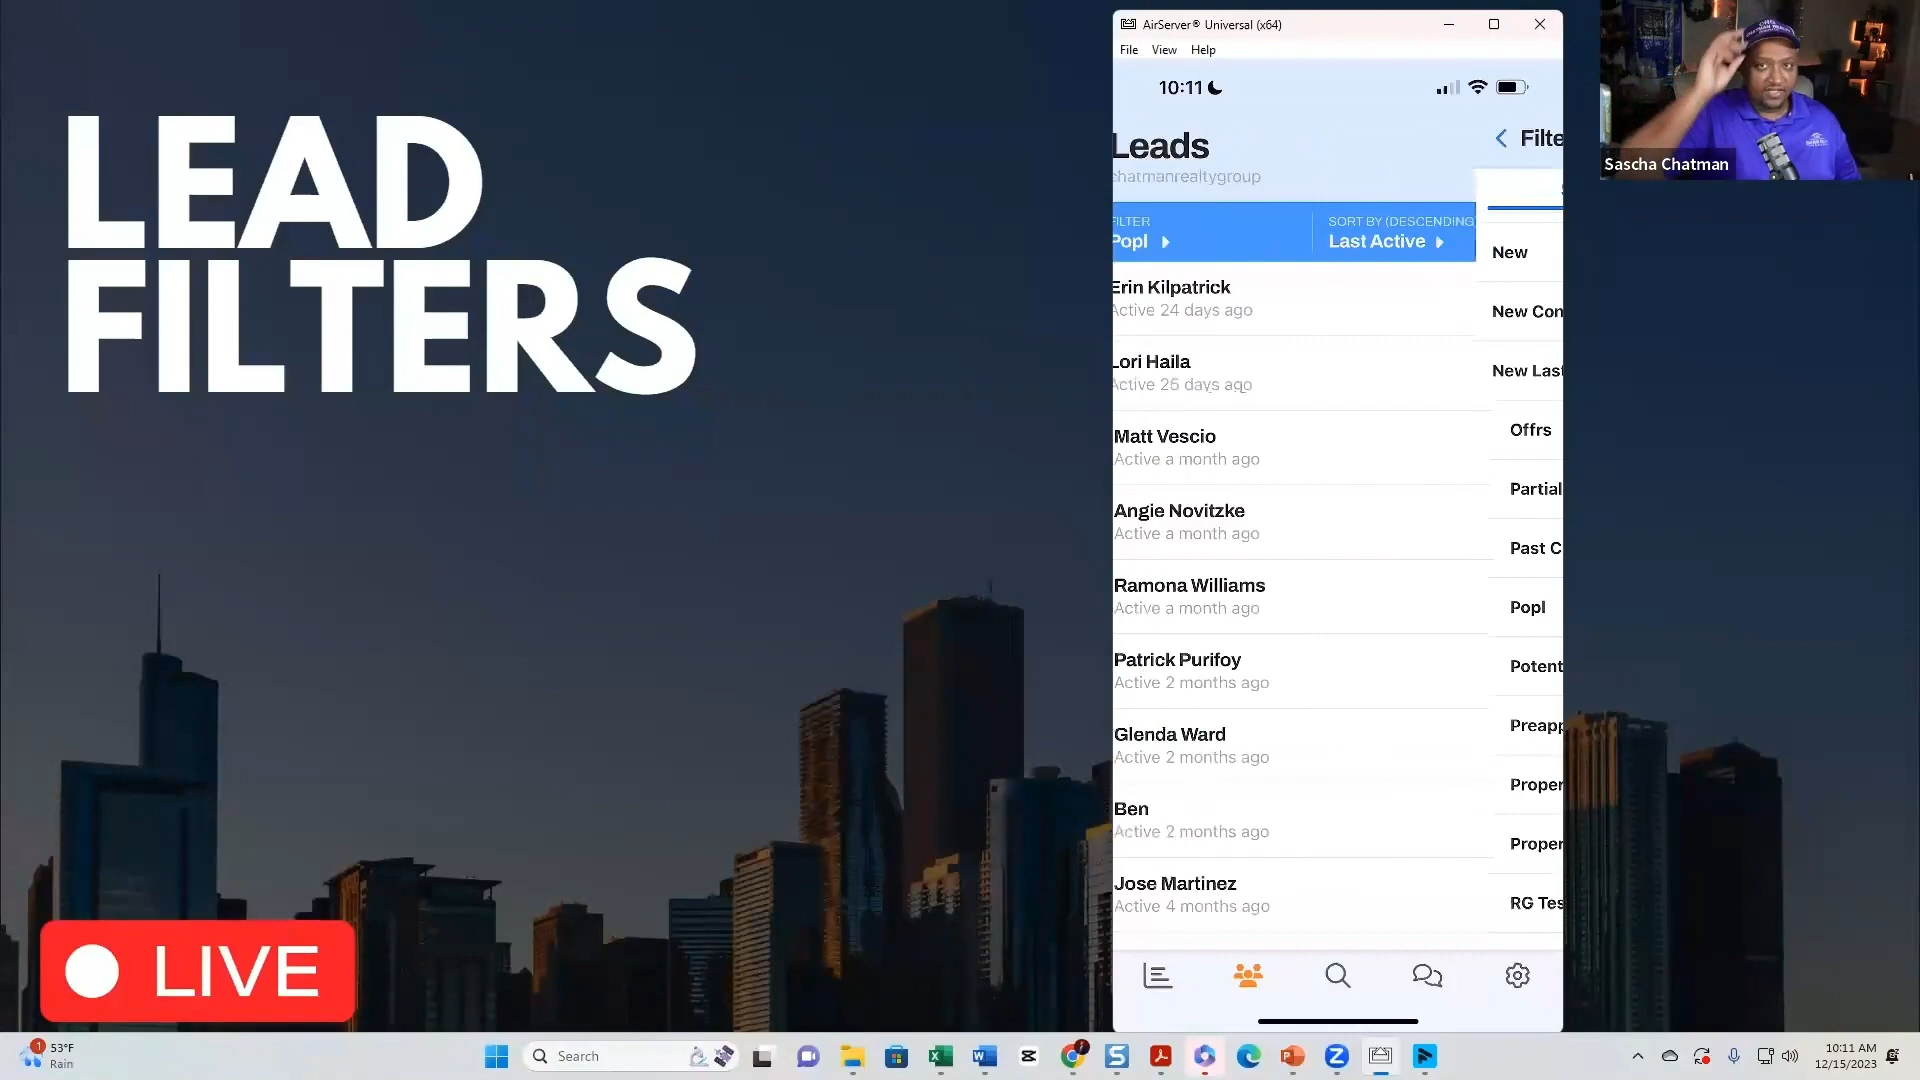 LEAD
FILTERS
LIVE
AirServer® Universal (x64)
File View Help
10:11
Leads
chatmanrealtygroup
FILTER
Popl
SORT BY (DESCENDING)
Last Active
Erin Kilpatrick
Active 24 days ago
Lori Haila
Active 25 days ago
Matt Vescio
Active a month ago
Angie Novitzke
Active a month ago
Ramona Williams
Active a month ago
Patrick Purifoy
Active 2 months ago
Glenda Ward
Active 2 months ago
Ben
Active 2 months ago
Jose Martinez
Active 4 months ago
Filte
New
New Con
New Last
Offrs
Partial
Past C
Popl
Potent
Preapp
Proper
Proper
RG Tes
Sascha Chatman
1
53°F
Rain
Search
10:11 AM
12/15/2023